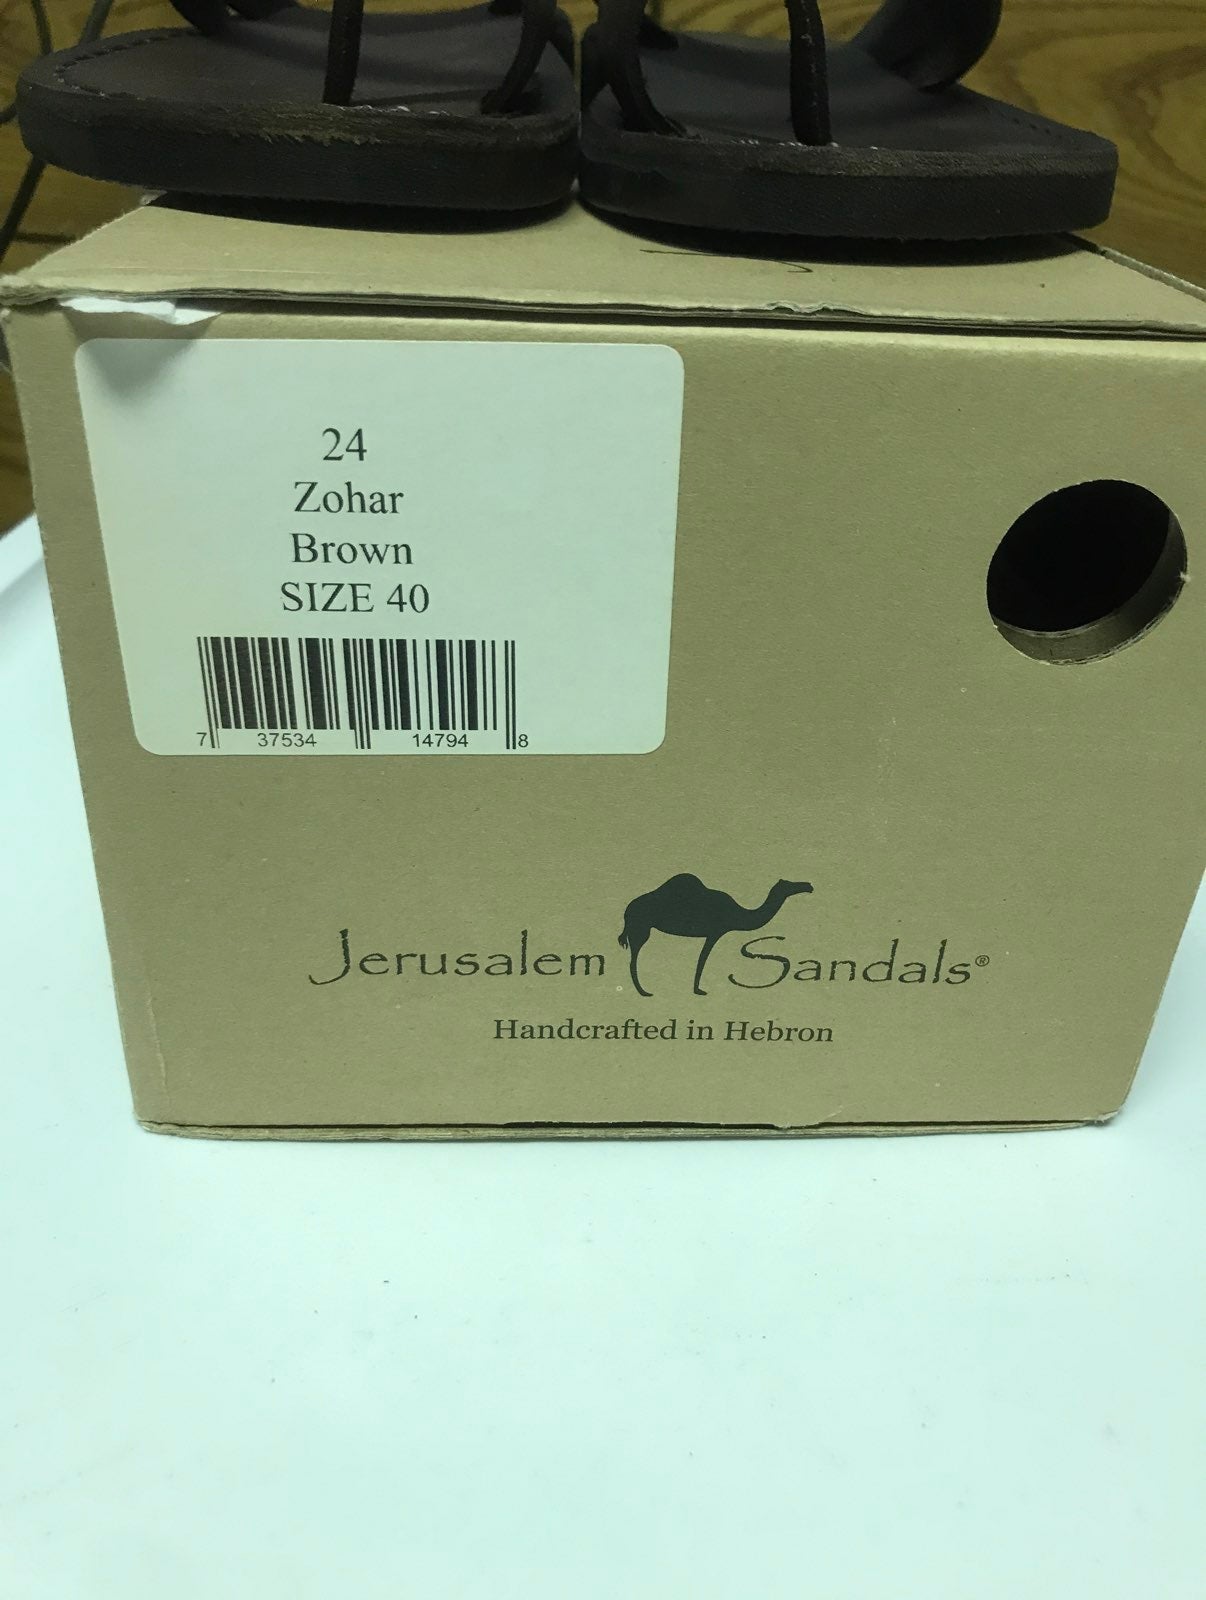 24
Zohar
Brown
SIZE 40
7 37534 14794 8
Jerusalem Sandals®
Handcrafted in Hebron